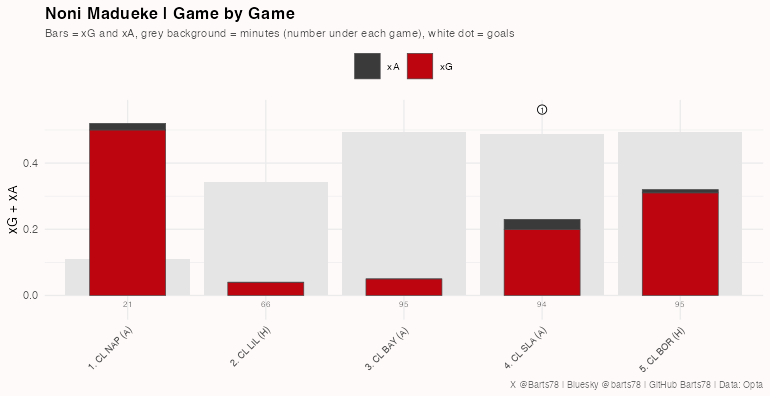 Noni Madueke | Game by Game
Bars = xG and xA, grey background = minutes (number under each game), white dot = goals
xA xG
xG + xA
0.4
0.2
0.0
1
21 66 95 94 95
1. CL NAP (A) 2. CL LIL (H) 3. CL BAY (A) 4. CL SLA (A) 5. CL BOR (H)
X @Barts78 | Bluesky @barts78 | GitHub Barts78 | Data: Opta